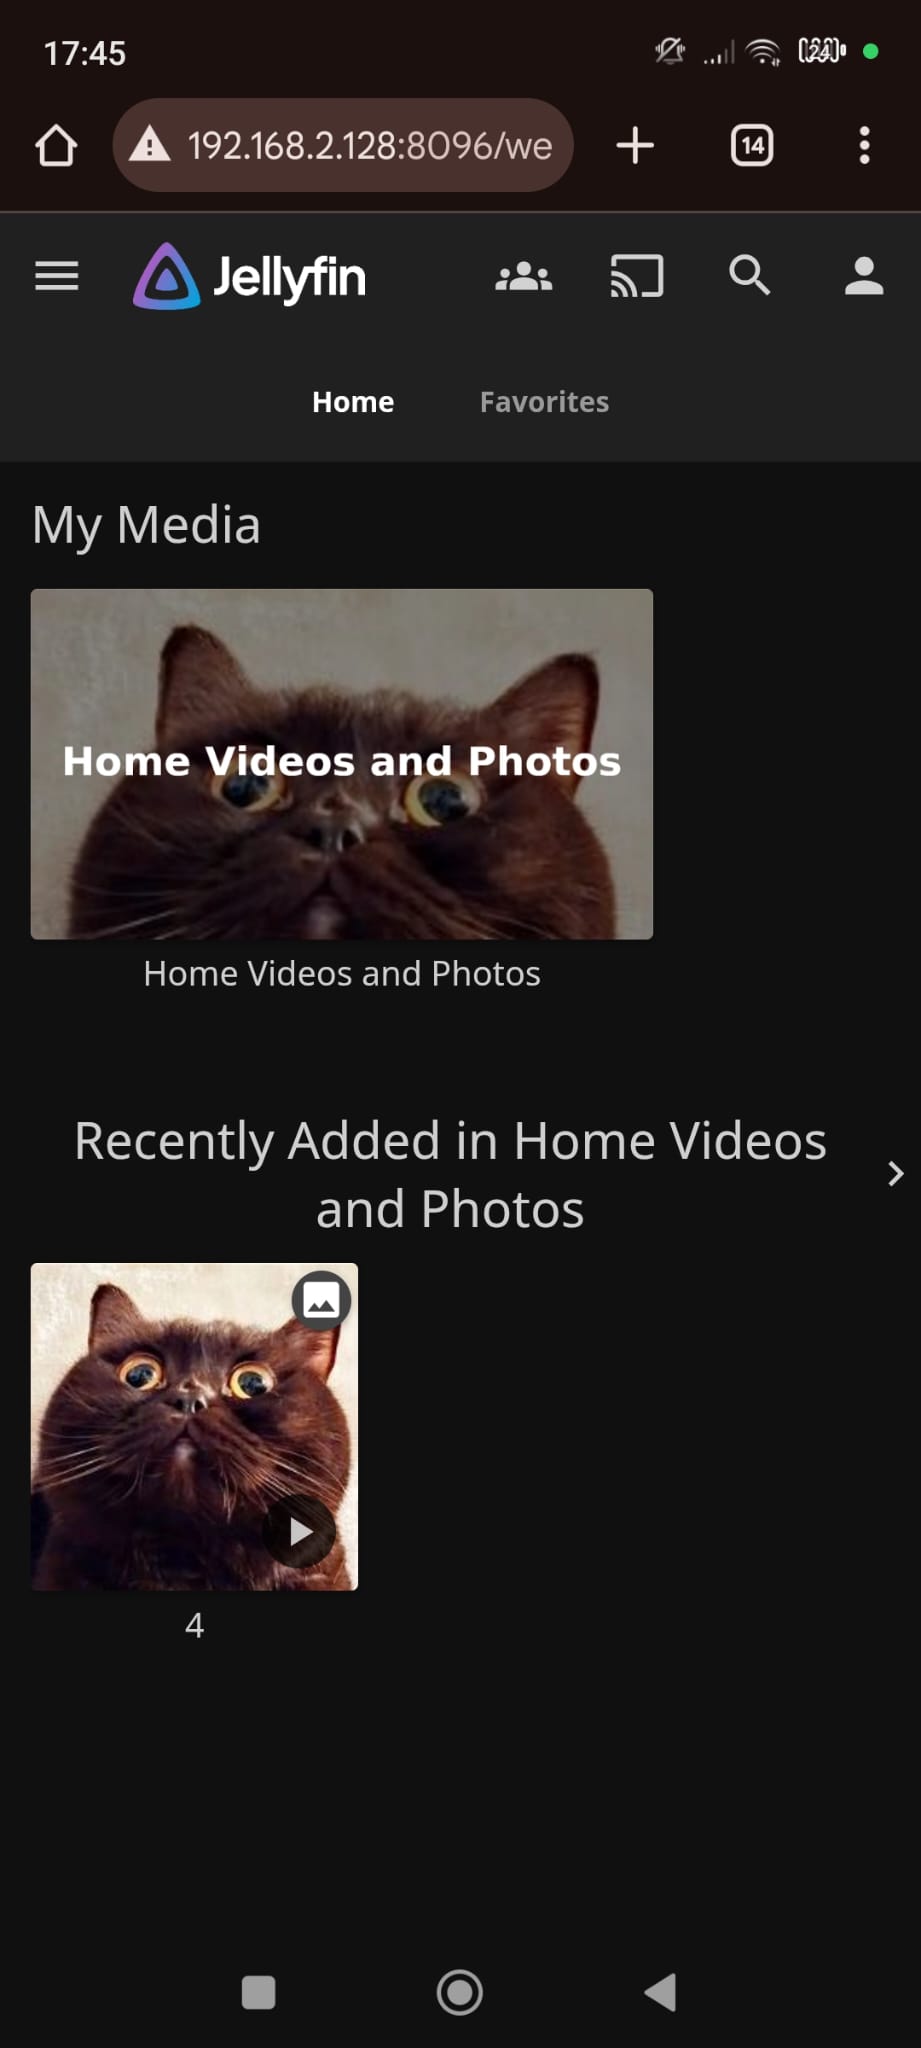 17:45
24
192.168.2.128:8096/we
14
Jellyfin
Home Favorites
My Media
Home Videos and Photos
Home Videos and Photos
Recently Added in Home Videos
and Photos
4